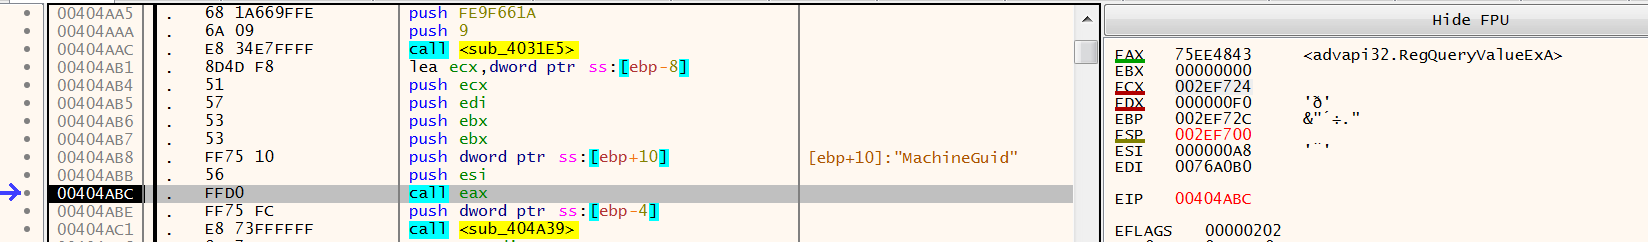 00404AA5 . 68 1A669FFE push FE9F661A
00404AAA . 6A 09 push 9
00404AAC . E8 34E7FFFF call <sub_4031E5>
00404AB1 . 8D4D F8 lea ecx,dword ptr ss:[ebp-8]
00404AB4 . 51 push ecx
00404AB5 . 57 push edi
00404AB6 . 53 push ebx
00404AB7 . 53 push ebx
00404AB8 . FF75 10 push dword ptr ss:[ebp+10] [ebp+10]:"MachineGuid"
00404ABB . 56 push esi
00404ABC . FFD0 call eax
00404ABE . FF75 FC push dword ptr ss:[ebp-4]
00404AC1 . E8 73FFFFFF call <sub_404A39>
Hide FPU
EAX 75EE4843 <advapi32.RegQueryValueExA>
EBX 00000000
ECX 002EF724
EDX 000000F0 'ð'
EBP 002EF72C &"´÷."
ESP 002EF700
ESI 000000A8 '¨'
EDI 0076A0B0
EIP 00404ABC
EFLAGS 00000202